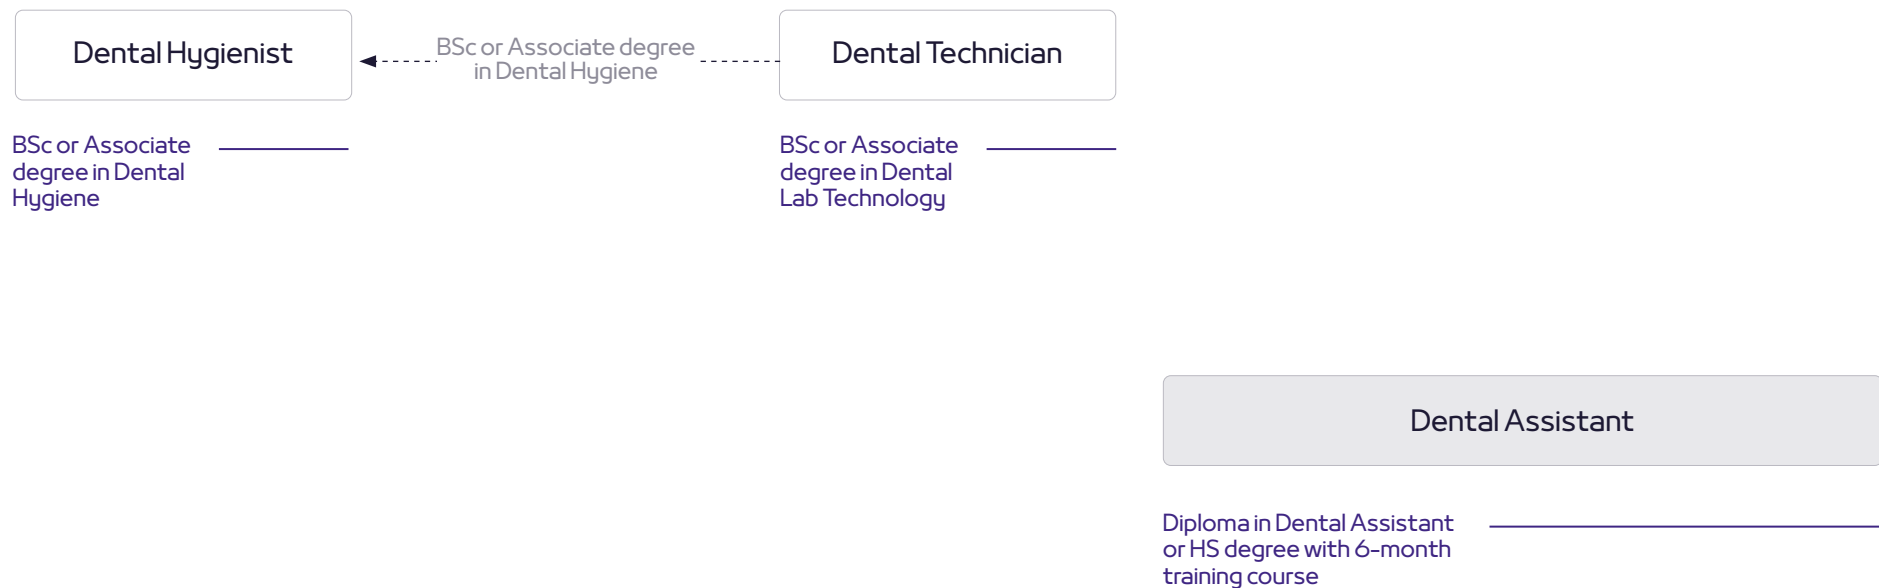 Dental Hygienist
BSc or Associate degree
in Dental Hygiene
Dental Technician
BSc or Associate
degree in Dental
Hygiene
BSc or Associate
degree in Dental
Lab Technology
Dental Assistant
Diploma in Dental Assistant
or HS degree with 6-month
training course